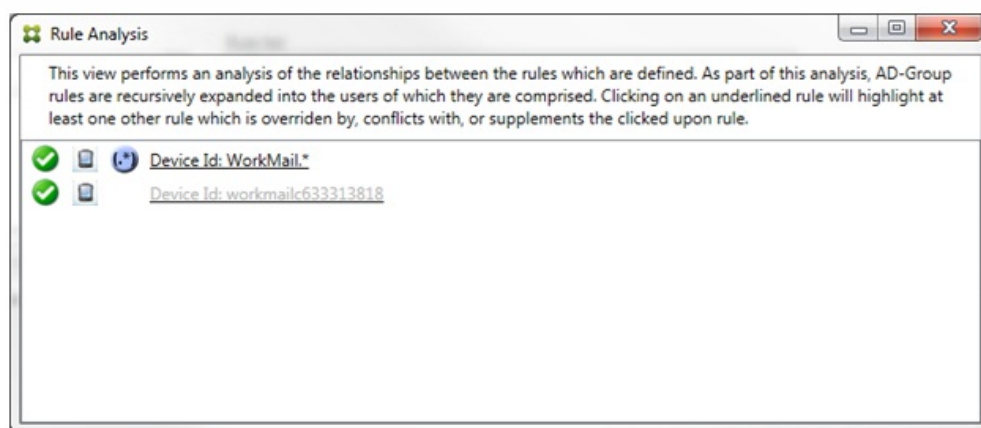 Rule Analysis
This view performs an analysis of the relationships between the rules which are defined. As part of this analysis, AD-Group
rules are recursively expanded into the users of which they are comprised. Clicking on an underlined rule will highlight at
least one other rule which is overriden by, conflicts with, or supplements the clicked upon rule.
(.*) Device Id: WorkMail.*
Device Id: workmailc633313818